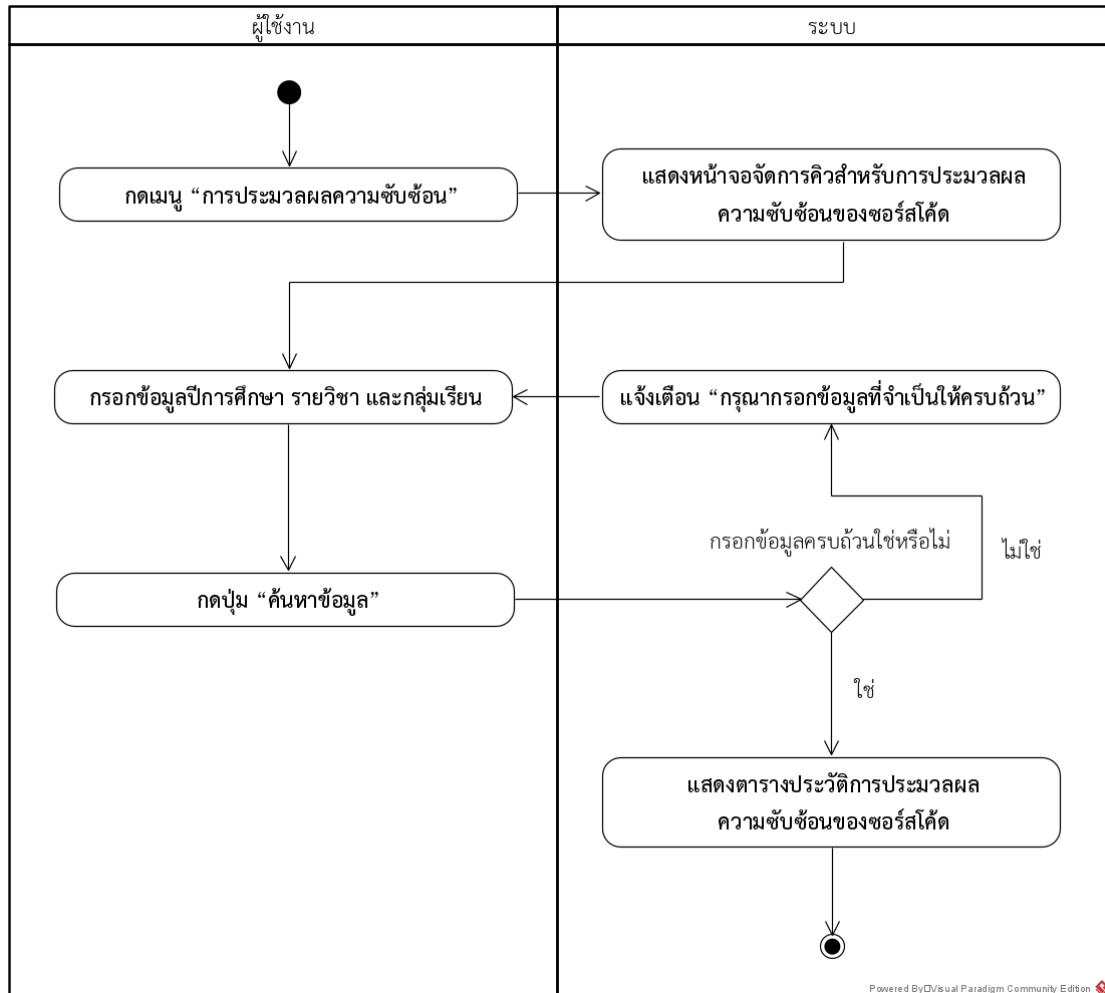 ผู้ใช้งาน
ระบบ
กดเมนู “การประมวลผลความซับซ้อน”
แสดงหน้าจอจัดการคิวสำหรับการประมวลผล
ความซับซ้อนของซอร์สโค้ด
กรอกข้อมูลปีการศึกษา รายวิชา และกลุ่มเรียน
แจ้งเตือน “กรุณากรอกข้อมูลที่จำเป็นให้ครบถ้วน”
กรอกข้อมูลครบถ้วนใช่หรือไม่
ไม่ใช่
กดปุ่ม “ค้นหาข้อมูล”
ใช่
แสดงตารางประวัติการประมวลผล
ความซับซ้อนของซอร์สโค้ด
Powered By□Visual Paradigm Community Edition